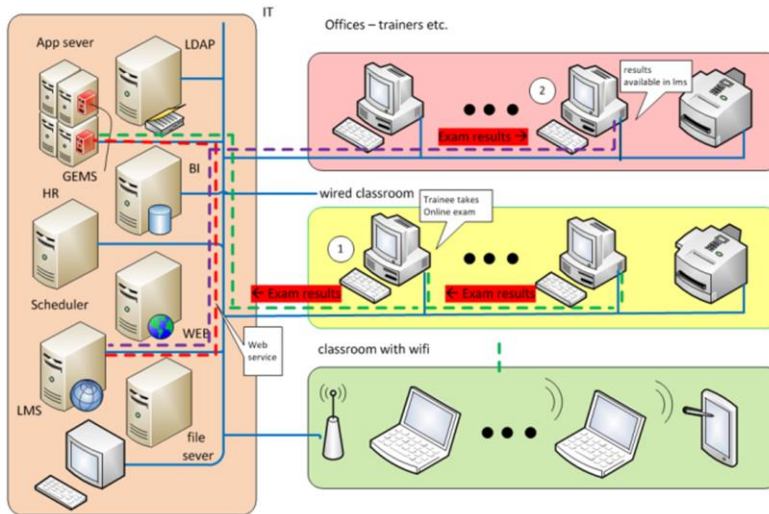 IT
App sever
LDAP
GEMS
BI
HR
Scheduler
WEB
LMS
file
sever
Web
service
Offices – trainers etc.
2
results
available in lms
Exam results →
wired classroom
1
Trainee takes
Online exam
← Exam results
← Exam results
classroom with wifi